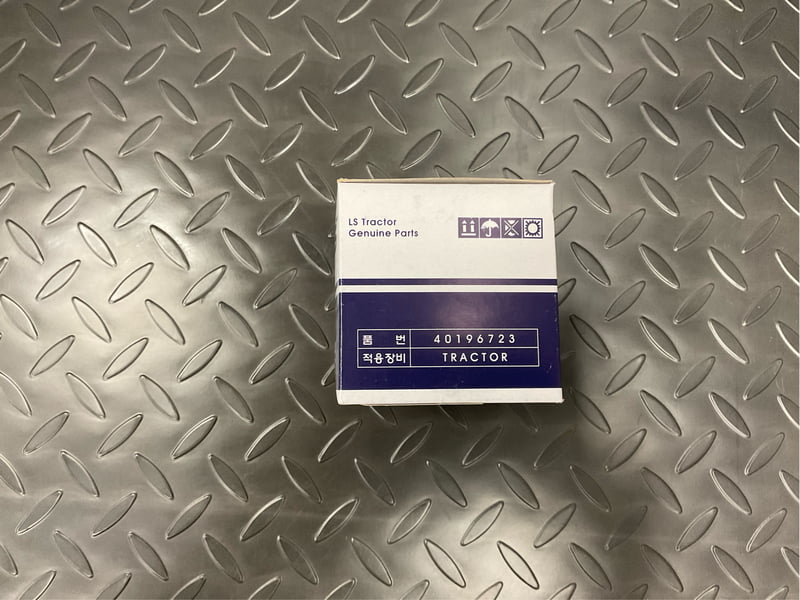 LS Tractor
Genuine Parts
품 번 40196723
적용장비 TRACTOR